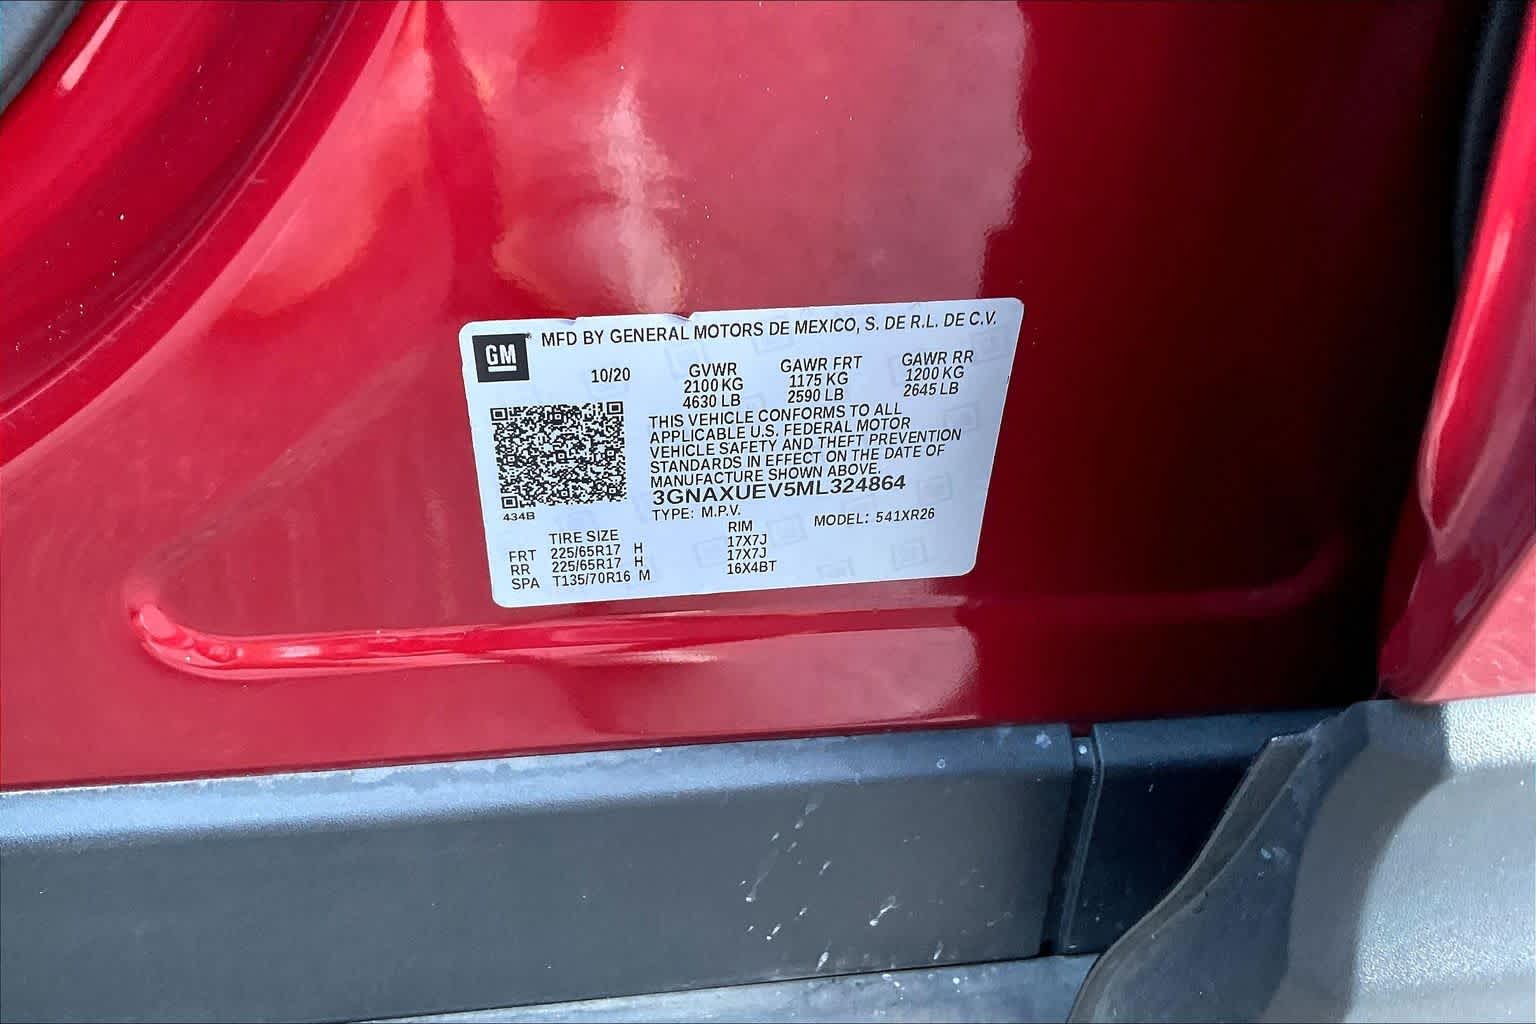 GM
MFD BY GENERAL MOTORS DE MEXICO, S. DE R.L. DE C.V.
10/20 GVWR GAWR FRT GAWR RR
2100 KG 1175 KG 1200 KG
4630 LB 2590 LB 2645 LB
THIS VEHICLE CONFORMS TO ALL
APPLICABLE U.S. FEDERAL MOTOR
VEHICLE SAFETY AND THEFT PREVENTION
STANDARDS IN EFFECT ON THE DATE OF
MANUFACTURE SHOWN ABOVE.
3GNAXUEV5ML324864
434B
TYPE: M.P.V. MODEL: 541XR26
TIRE SIZE RIM
FRT 225/65R17 H 17X7J
RR 225/65R17 H 17X7J
SPA T135/70R16 M 16X4BT